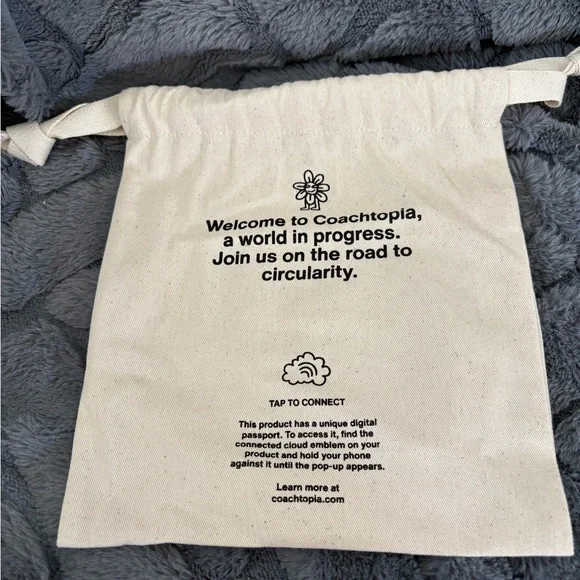 Welcome to Coachtopia,
a world in progress.
Join us on the road to
circularity.
TAP TO CONNECT
This product has a unique digital
passport. To access it, find the
connected cloud emblem on your
product and hold your phone
against it until the pop-up appears.
Learn more at
coachtopia.com